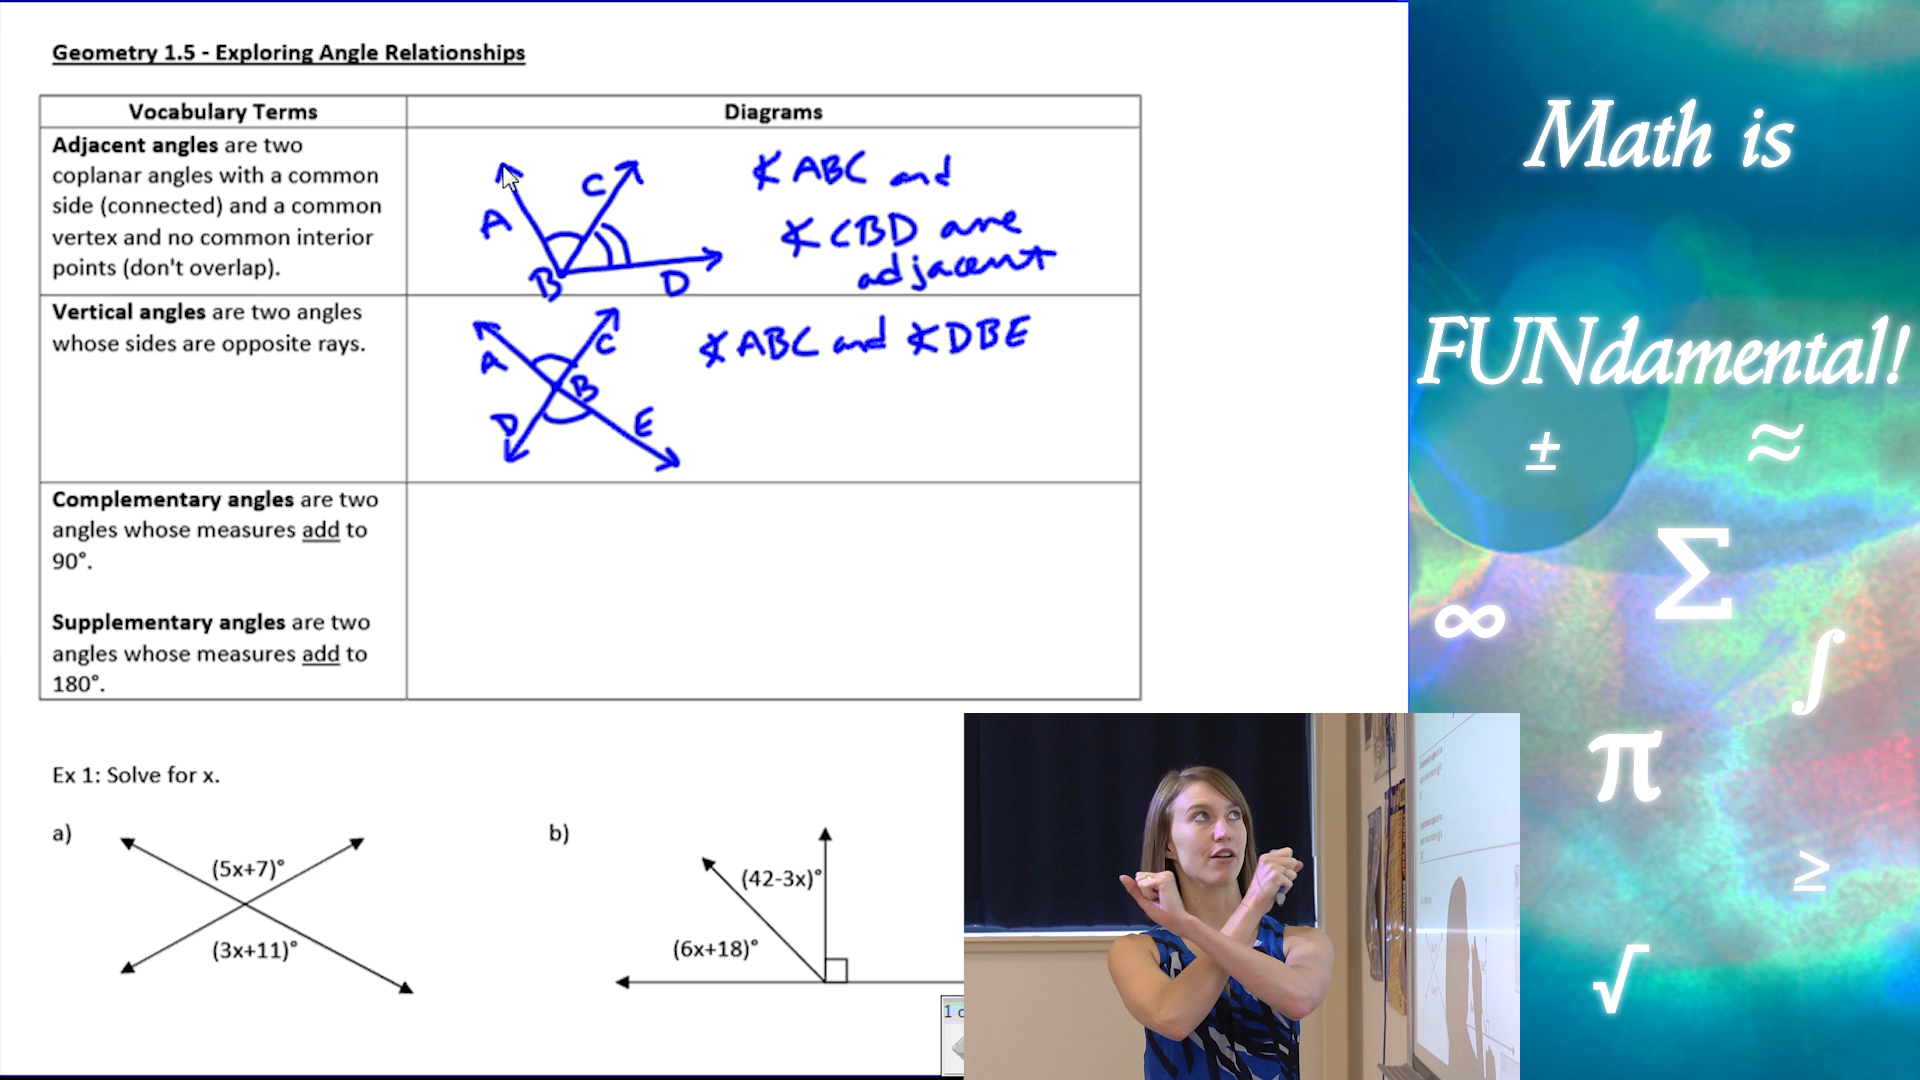 Geometry 1.5 - Exploring Angle Relationships
Vocabulary Terms
Diagrams
Adjacent angles are two
coplanar angles with a common
side (connected) and a common
vertex and no common interior
points (don't overlap).
A
C
B
D
∡ABC and
∡CBD are
adjacent
Vertical angles are two angles
whose sides are opposite rays.
A
C
B
D
E
∡ABC and ∡DBE
Complementary angles are two
angles whose measures add to
90°.
Supplementary angles are two
angles whose measures add to
180°.
Ex 1: Solve for x.
a)
(5x+7)°
(3x+11)°
b)
(42-3x)°
(6x+18)°
Math is
FUNdamental!
± ≈
Σ
∞
∫
π
≥
√